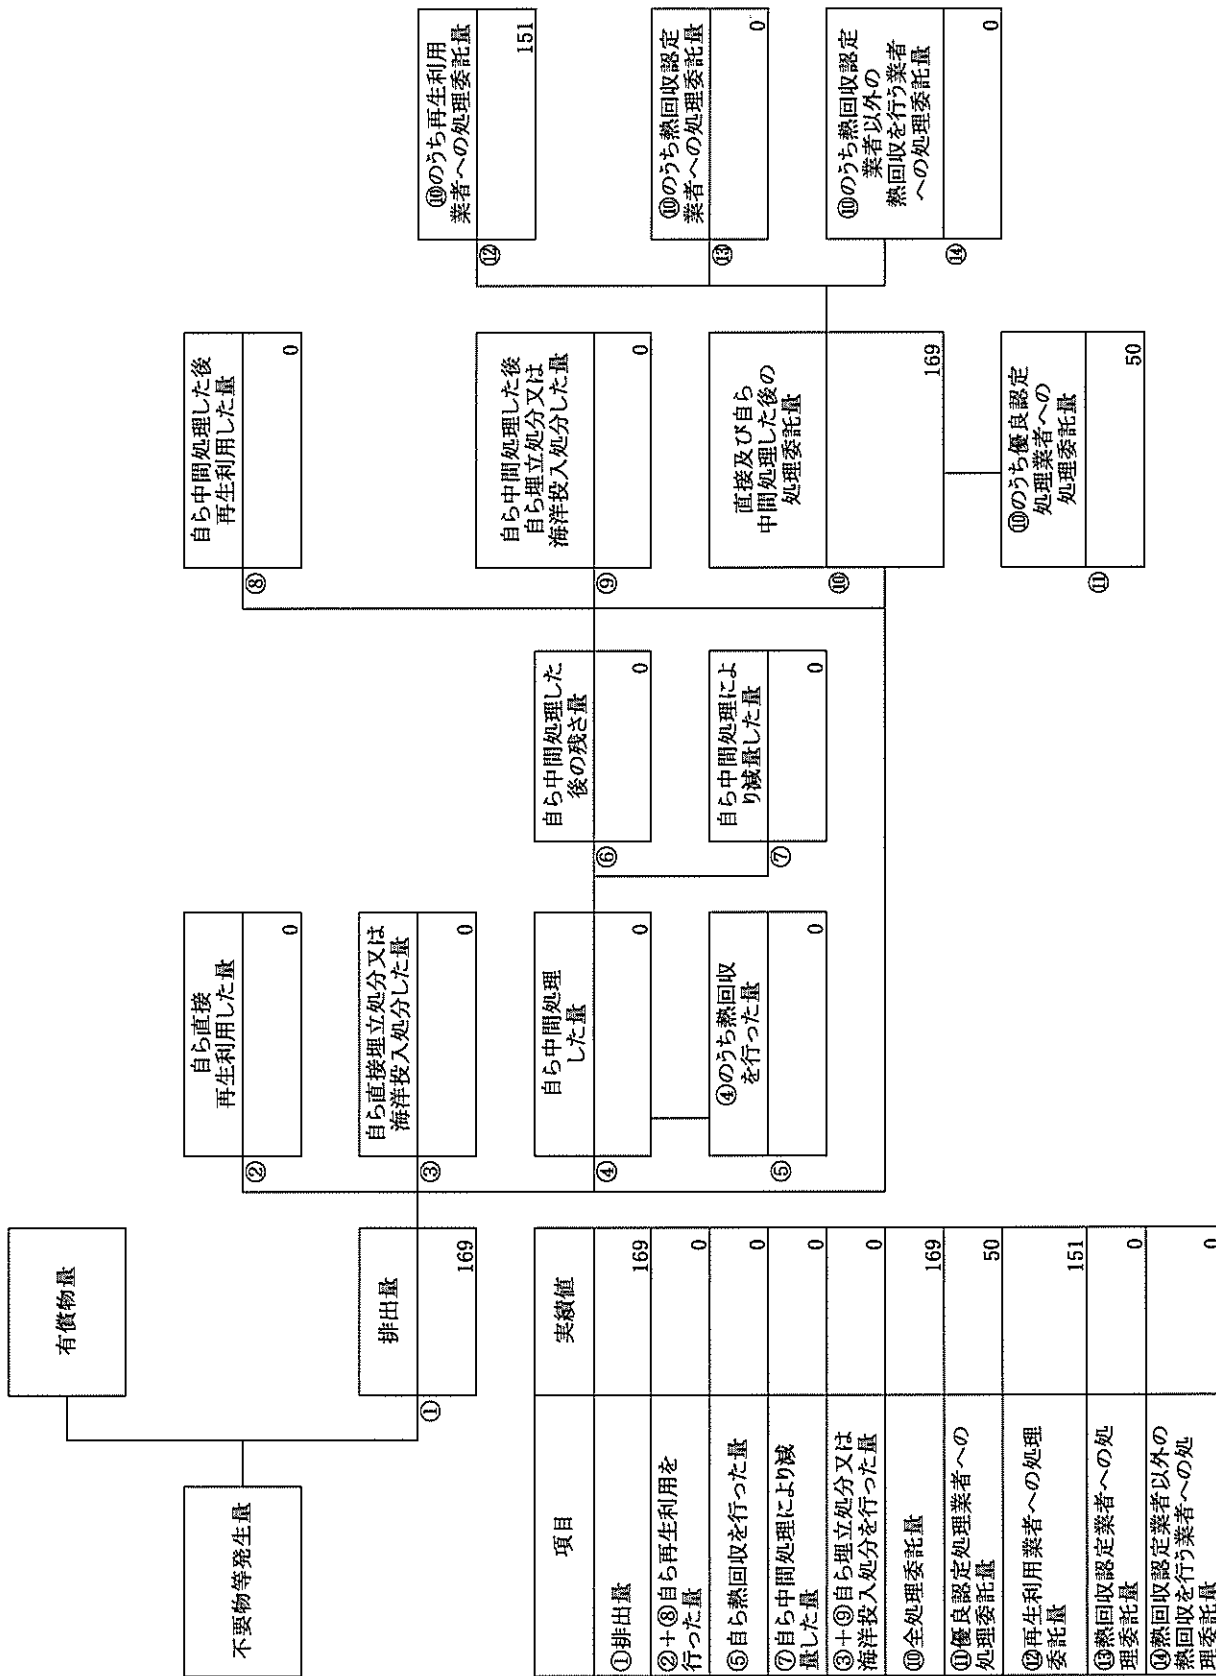 不要物等発生量
有償物量
排出量
①
169
自ら直接
再生利用した量
②
0
自ら直接埋立処分又は
海洋投入処分した量
③
0
自ら中間処理
した量
④
0
④のうち熱回収
を行った量
⑤
0
自ら中間処理した
後の残さ量
⑥
0
自ら中間処理によ
り減量した量
⑦
0
自ら中間処理した後
再生利用した量
⑧
0
自ら中間処理した後
自ら埋立処分又は
海洋投入処分した量
⑨
0
直接及び自ら
中間処理した後の
処理委託量
⑩
169
⑩のうち優良認定
処理業者への
処理委託量
⑪
50
⑩のうち再生利用
業者への処理委託量
⑫
151
⑩のうち熱回収認定
業者への処理委託量
⑬
0
⑩のうち熱回収認定
業者以外の
熱回収を行う業者
への処理委託量
⑭
0
項目 実績値
①排出量 169
②+⑧自ら再生利用を
行った量 0
⑤自ら熱回収を行った量 0
⑦自ら中間処理により減
量した量 0
③+⑨自ら埋立処分又は
海洋投入処分を行った量 0
⑩全処理委託量 169
⑪優良認定処理業者への
処理委託量 50
⑫再生利用業者への処理
委託量 151
⑬熱回収認定業者への処
理委託量 0
⑭熱回収認定業者以外の
熱回収を行う業者への処
理委託量 0